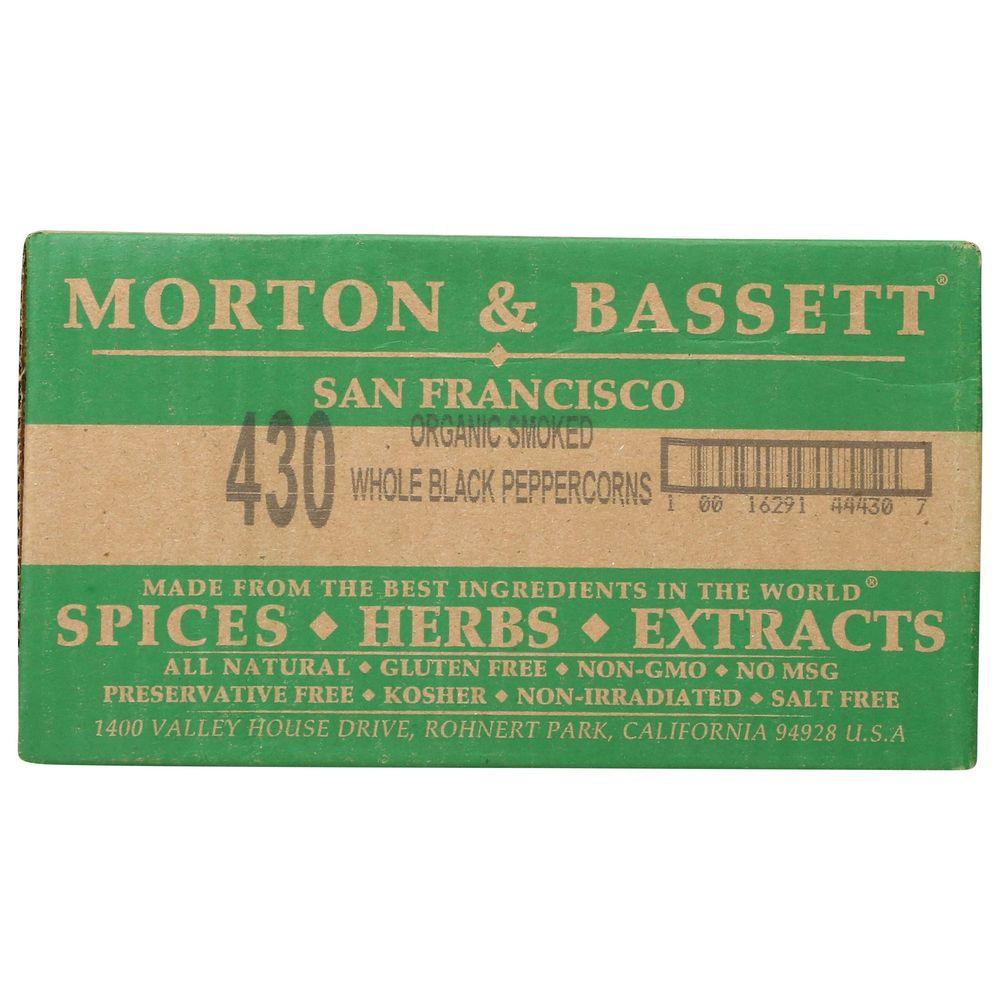 MORTON & BASSETT®
SAN FRANCISCO
430
ORGANIC SMOKED
WHOLE BLACK PEPPERCORNS
1 00 16291 44430 7
MADE FROM THE BEST INGREDIENTS IN THE WORLD®
SPICES ◆ HERBS ◆ EXTRACTS
ALL NATURAL ◆ GLUTEN FREE ◆ NON-GMO ◆ NO MSG
PRESERVATIVE FREE ◆ KOSHER ◆ NON-IRRADIATED ◆ SALT FREE
1400 VALLEY HOUSE DRIVE, ROHNERT PARK, CALIFORNIA 94928 U.S.A